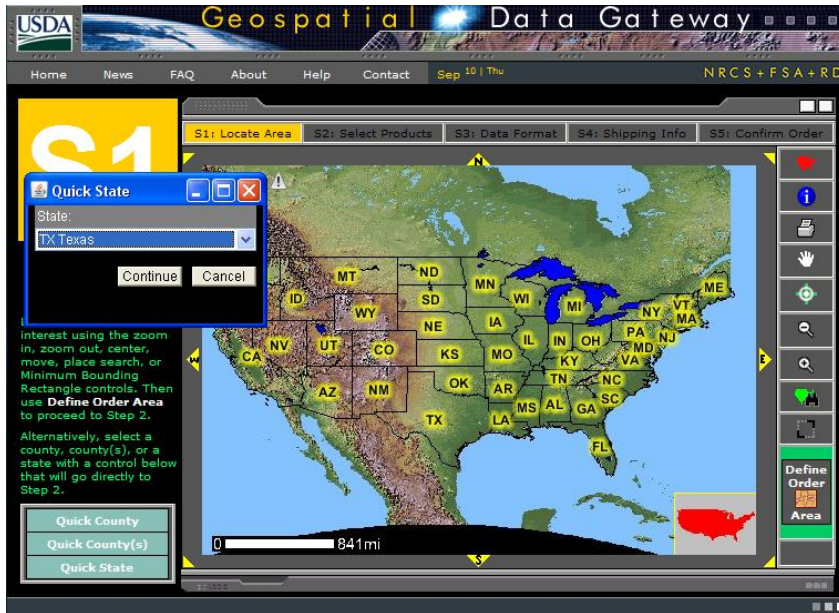 USDA
Geospatial Data Gateway
Home News FAQ About Help Contact Sep 10 | Thu NRCS+FSA+RD
S1: Locate Area S2: Select Products S3: Data Format S4: Shipping Info S5: Confirm Order
S1
Quick State
State:
TX Texas
Continue Cancel
interest using the zoom
in, zoom out, center,
move, place search, or
Minimum Bounding
Rectangle controls. Then
use Define Order Area
to proceed to Step 2.
Alternatively, select a
county, county(s), or a
state with a control below
that will go directly to
Step 2.
Quick County
Quick County(s)
Quick State
N
MT ND MN ME
ID WY SD WI MI NY VT MA
NE IA PA NJ
CA NV UT CO KS MO IL IN OH MD
KY VA
AZ NM OK AR TN NC
TX LA MS AL GA SC
FL
W
E
S
0 841mi
i
Define
Order
Area